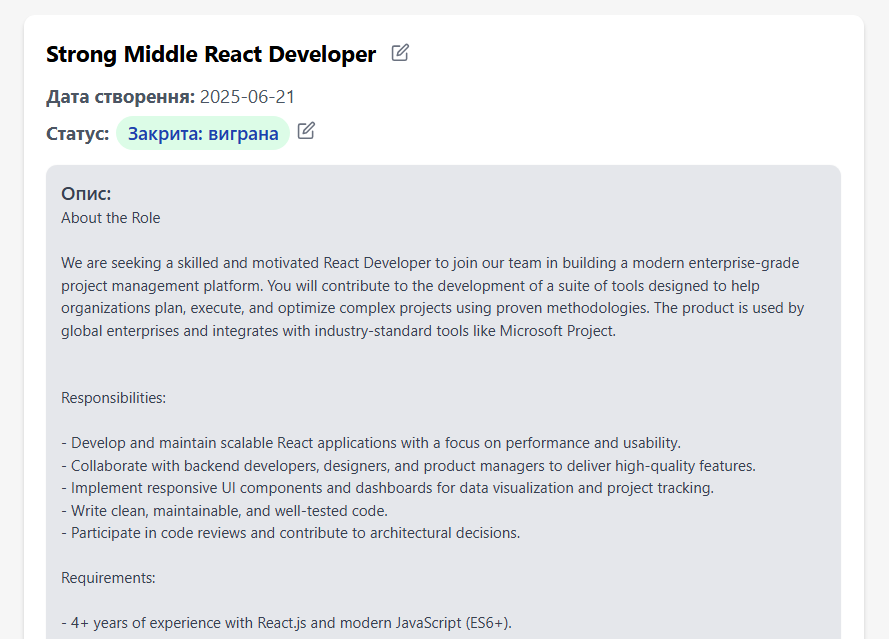 Strong Middle React Developer
Дата створення: 2025-06-21
Статус: Закрита: виграна
Опис:
About the Role
We are seeking a skilled and motivated React Developer to join our team in building a modern enterprise-grade
project management platform. You will contribute to the development of a suite of tools designed to help
organizations plan, execute, and optimize complex projects using proven methodologies. The product is used by
global enterprises and integrates with industry-standard tools like Microsoft Project.
Responsibilities:
- Develop and maintain scalable React applications with a focus on performance and usability.
- Collaborate with backend developers, designers, and product managers to deliver high-quality features.
- Implement responsive UI components and dashboards for data visualization and project tracking.
- Write clean, maintainable, and well-tested code.
- Participate in code reviews and contribute to architectural decisions.
Requirements:
- 4+ years of experience with React.js and modern JavaScript (ES6+).